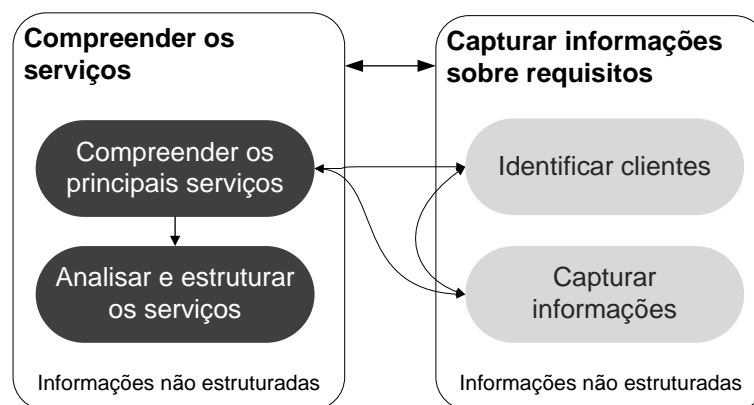 Compreender os
serviços
Compreender os
principais serviços
Analisar e estruturar
os serviços
Informações não estruturadas
Capturar informações
sobre requisitos
Identificar clientes
Capturar
informações
Informações não estruturadas